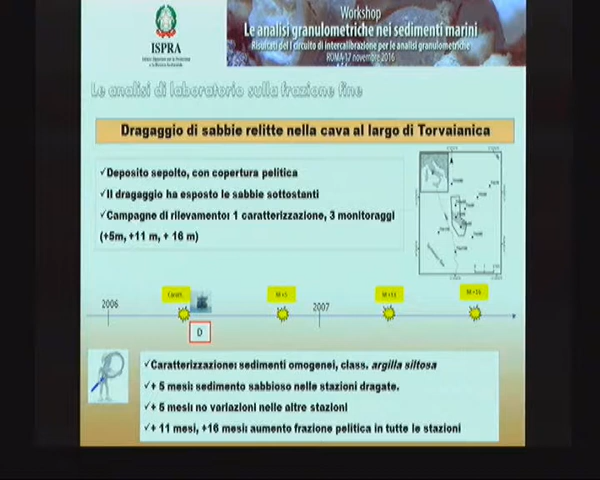 Workshop
Le analisi granulometriche nei sedimenti marini
Risultati del I circuito di intercalibrazione per le analisi granulometriche
ROMA-17 novembre 2016
ISPRA
Le analisi di laboratorio sulla frazione fine
Dragaggio di sabbie relitte nella cava al largo di Torvaianica
✓Deposito sepolto, con copertura pelitica
✓Il dragaggio ha esposto le sabbie sottostanti
✓Campagne di rilevamento: 1 caratterizzazione, 3 monitoraggi
(+5m, +11 m, + 16 m)
2006
2007
D
✓Caratterizzazione: sedimenti omogenei, class. argilla siltosa
✓+ 5 mesi: sedimento sabbioso nelle stazioni dragate.
✓+ 5 mesi: no variazioni nelle altre stazioni
✓+ 11 mesi, +16 mesi: aumento frazione pelitica in tutte le stazioni